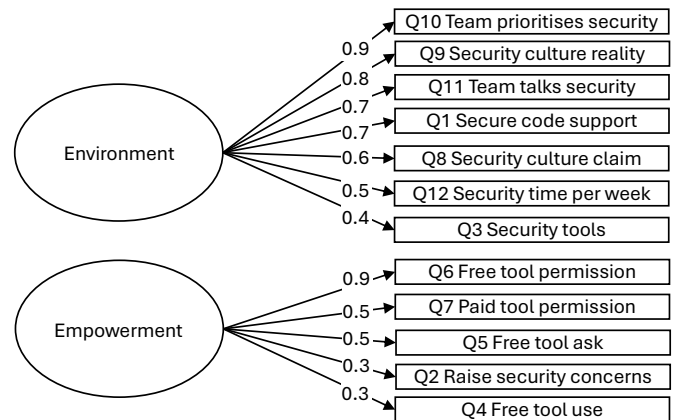 Q10 Team prioritises security
0.9
Q9 Security culture reality
0.8
Q11 Team talks security
0.7
Q1 Secure code support
0.7
Environment
Q8 Security culture claim
0.6
Q12 Security time per week
0.5
Q3 Security tools
0.4
Q6 Free tool permission
0.9
Q7 Paid tool permission
0.5
Empowerment
Q5 Free tool ask
0.5
Q2 Raise security concerns
0.3
Q4 Free tool use
0.3